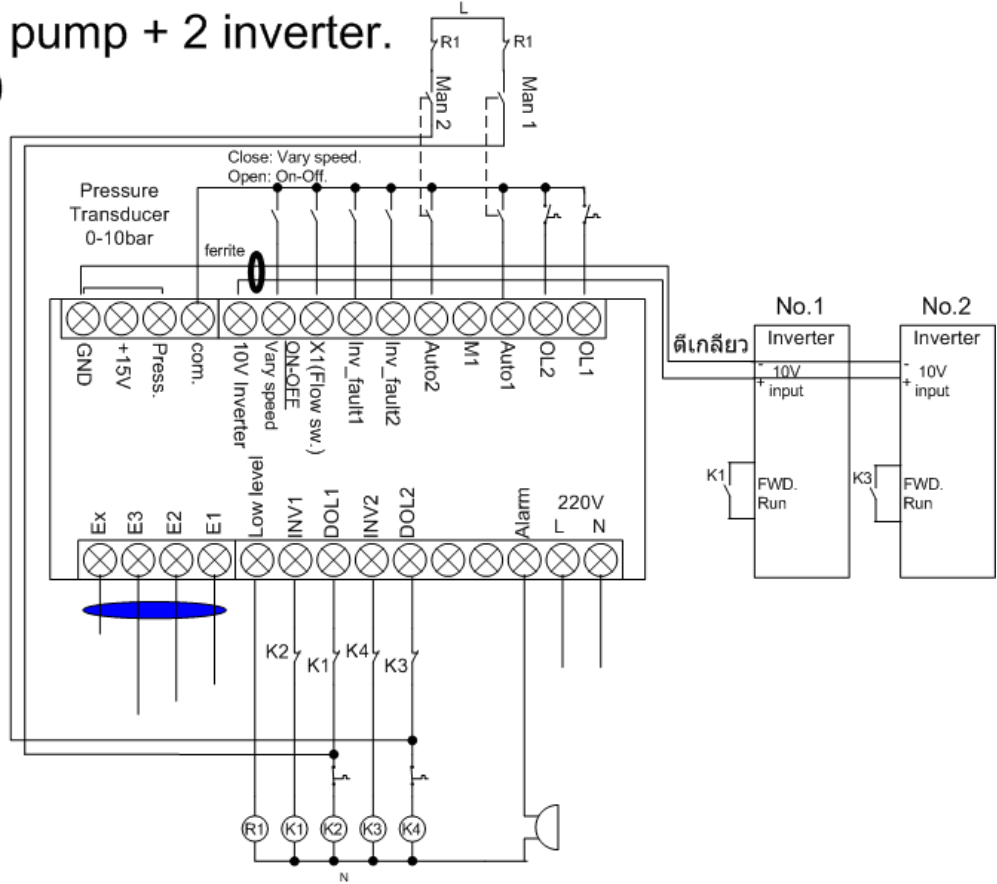 pump + 2 inverter.
)
L
R1
R1
Man 2
Man 1
Close: Vary speed.
Open: On-Off.
Pressure
Transducer
0-10bar
ferrite
GND
+15V
Press.
com.
10V Inverter
Vary speed
ON-OFF
X1(Flow sw.)
Inv_fault1
Inv_fault2
Auto2
M1
Auto1
OL2
OL1
ตีเกลียว
No.1
Inverter
- 10V
+ input
K1
FWD.
Run
No.2
Inverter
- 10V
+ input
K3
FWD.
Run
Ex
E3
E2
E1
Low level
INV1
DOL1
INV2
DOL2
Alarm
220V
L N
K2
K1
K4
K3
R1
K1
K2
K3
K4
N